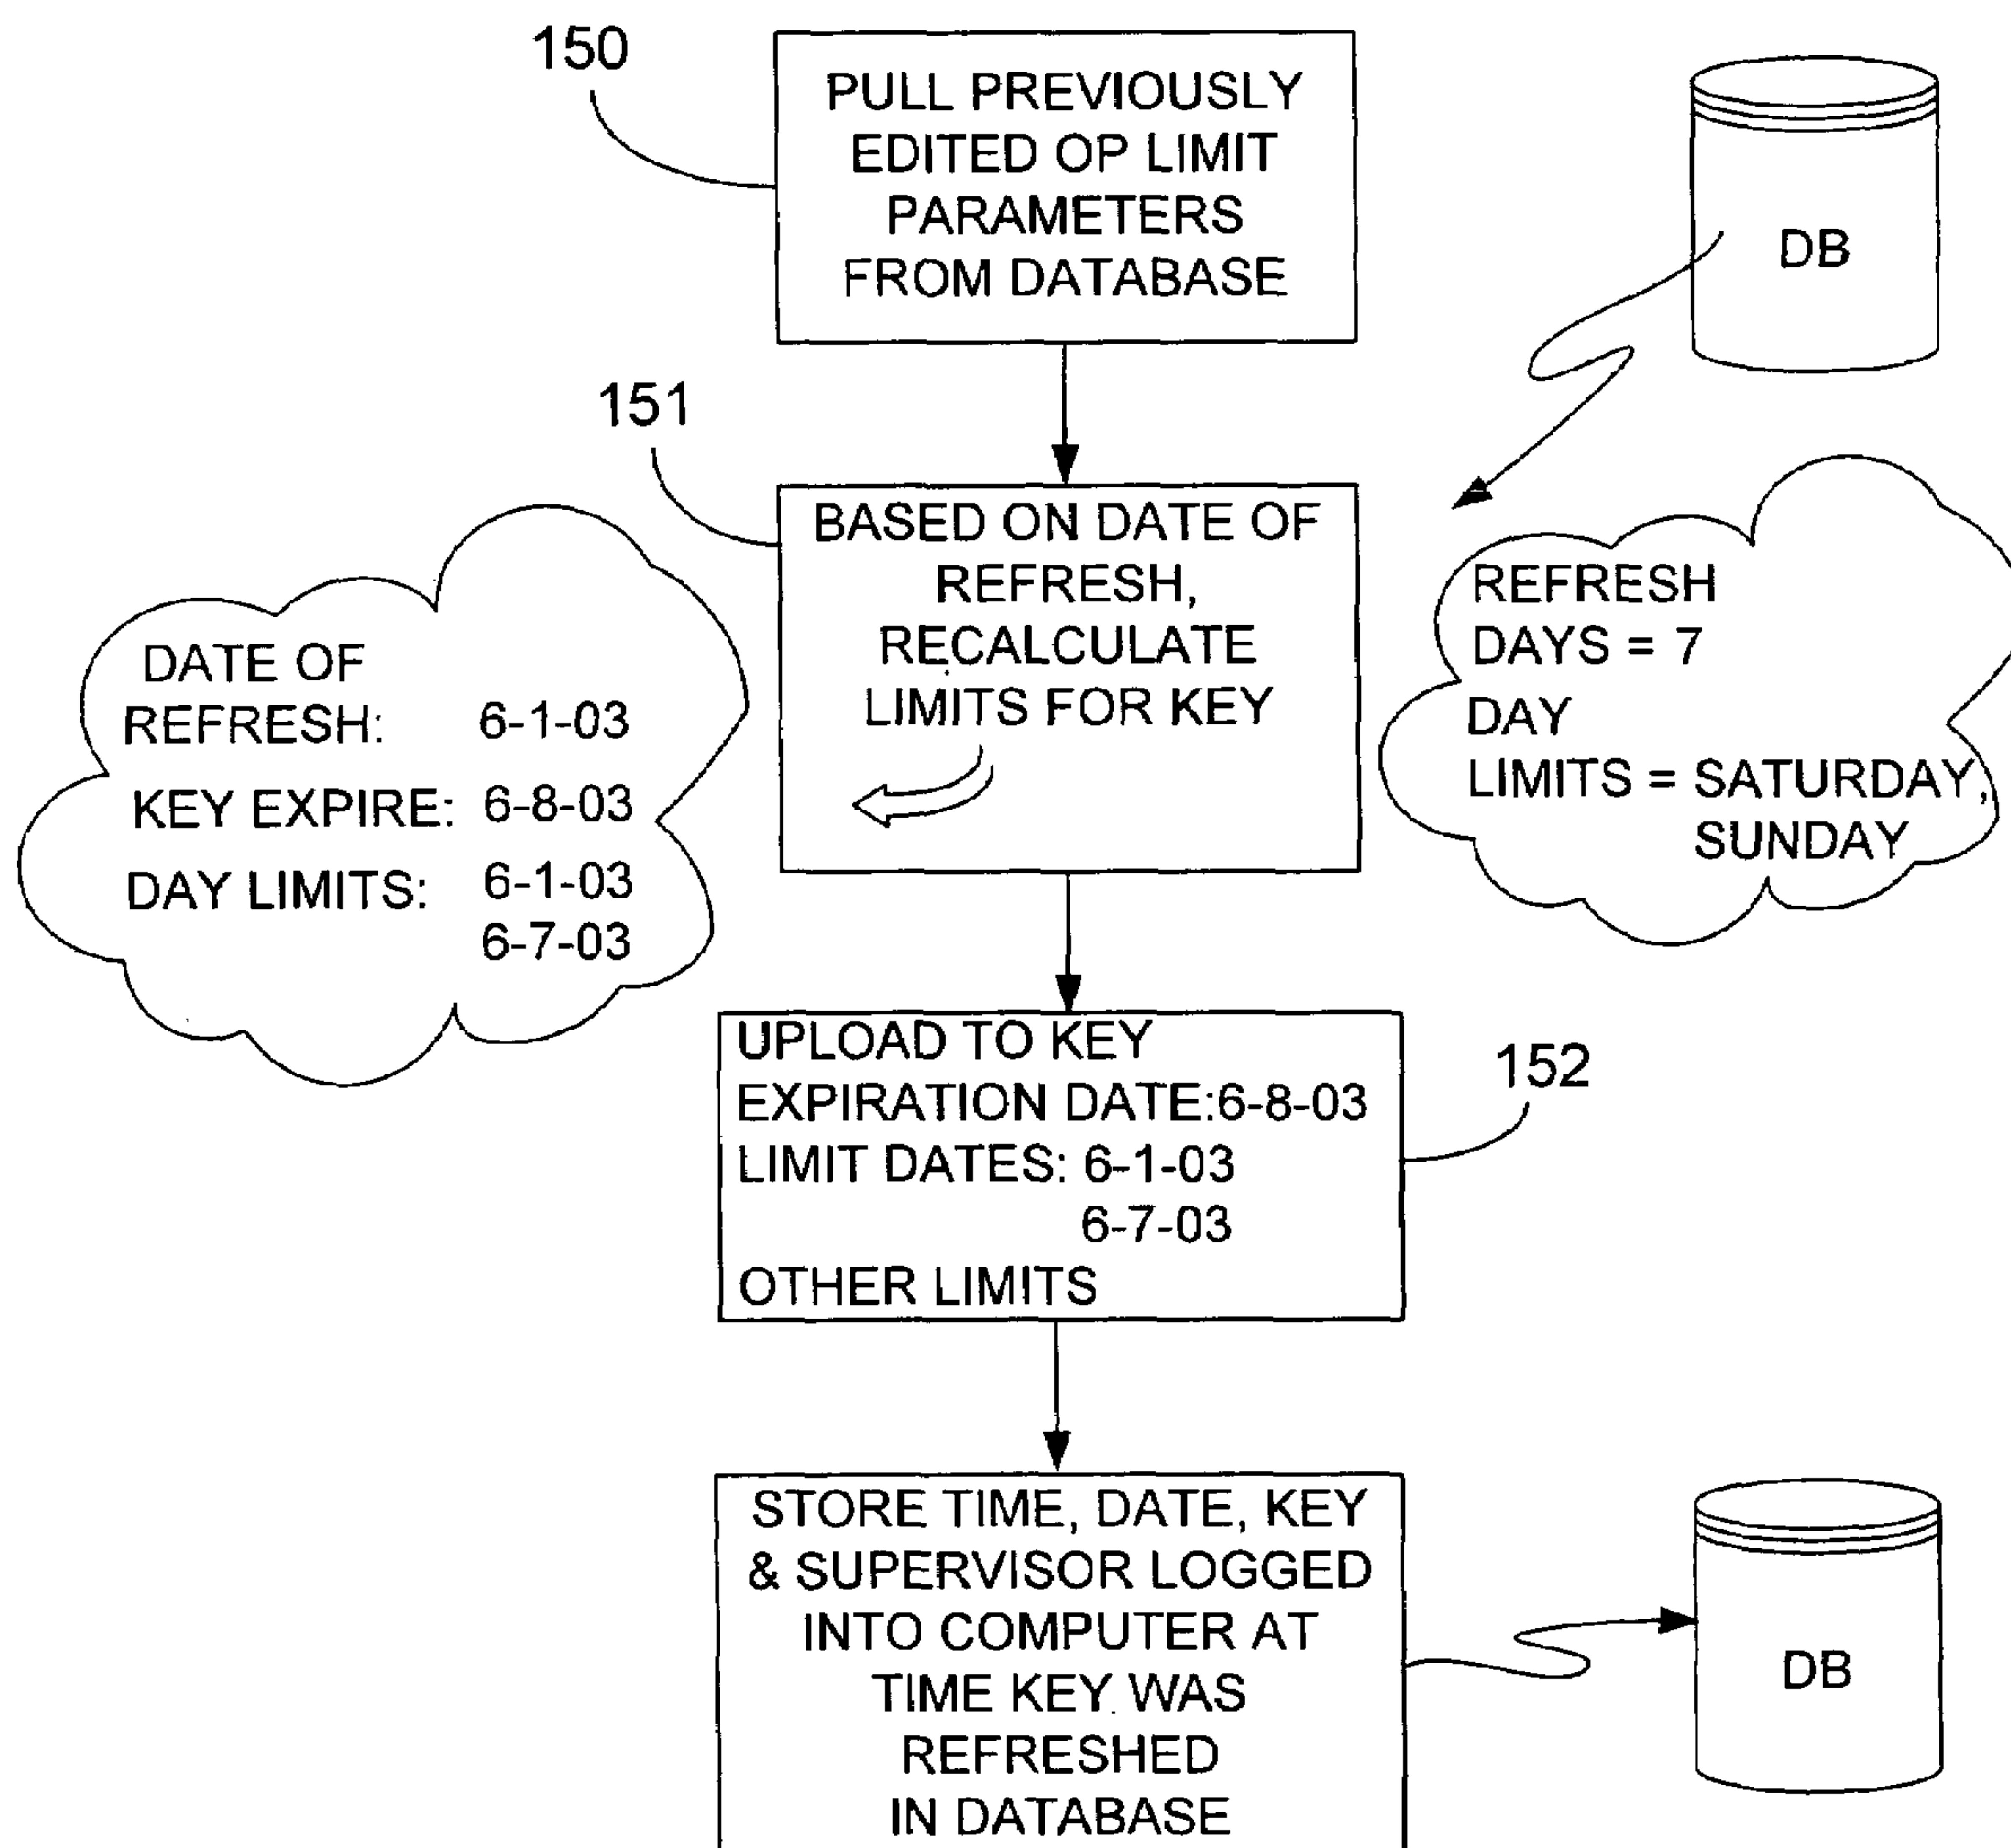 150
PULL PREVIOUSLY
EDITED OP LIMIT
PARAMETERS
FROM DATABASE
DB
151
BASED ON DATE OF
REFRESH,
RECALCULATE
LIMITS FOR KEY
DATE OF
REFRESH: 6-1-03
KEY EXPIRE: 6-8-03
DAY LIMITS: 6-1-03
6-7-03
REFRESH
DAYS = 7
DAY
LIMITS = SATURDAY,
SUNDAY
UPLOAD TO KEY
EXPIRATION DATE:6-8-03
LIMIT DATES: 6-1-03
6-7-03
OTHER LIMITS
152
STORE TIME, DATE, KEY
& SUPERVISOR LOGGED
INTO COMPUTER AT
TIME KEY WAS
REFRESHED
IN DATABASE
DB